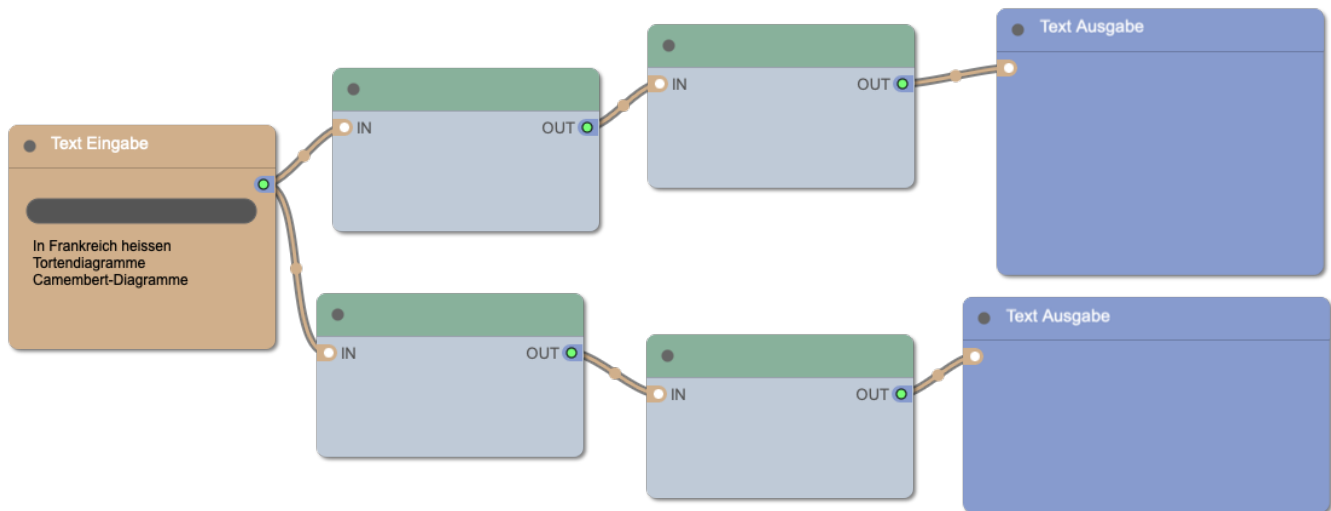 Text Eingabe
In Frankreich heissen
Tortendiagramme
Camembert-Diagramme
IN
OUT
IN
OUT
Text Ausgabe
IN
OUT
IN
OUT
Text Ausgabe